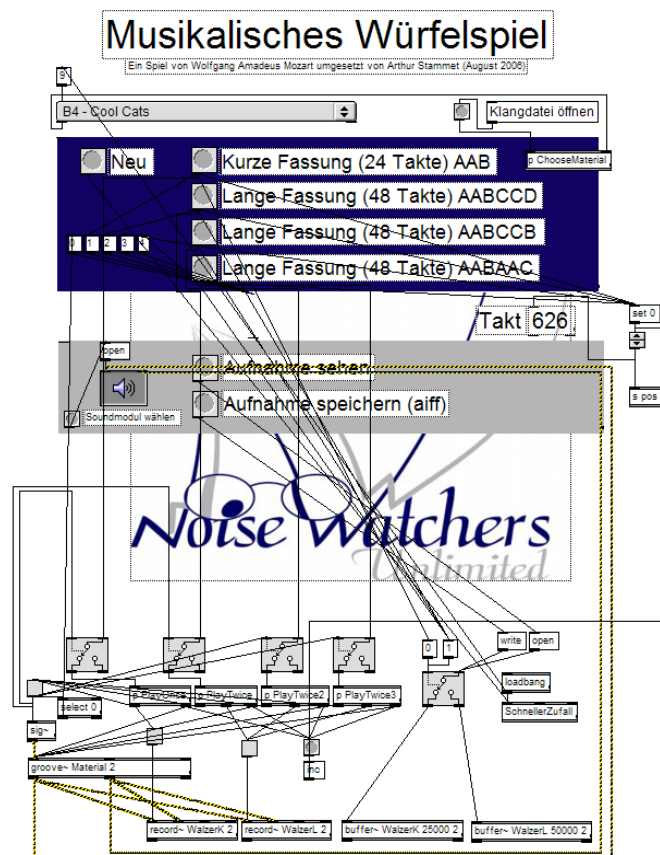 Musikalisches Würfelspiel
Ein Spiel von Wolfgang Amadeus Mozart umgesetzt von Arthur Stammet (August 2006)
9
B4 - Cool Cats
Klangdatei öffnen
p ChooseMaterial
Neu
Kurze Fassung (24 Takte) AAB
Lange Fassung (48 Takte) AABCCD
Lange Fassung (48 Takte) AABCCB
0 1 2 3 4
Lange Fassung (48 Takte) AABAAC
set 0
Takt 626
open
Aufnahme sehen
s pos
Aufnahme speichern (aiff)
Soundmodul wählen
Noise Watchers
Unlimited
0 1
write open
loadbang
p PlayOnce p PlayTwice p PlayTwice2 p PlayTwice3
select 0
SchnellerZufall
sig~
groove~ Material 2
inc
record~ WalzerK 2 record~ WalzerL 2 buffer~ WalzerK 25000 2 buffer~ WalzerL 50000 2